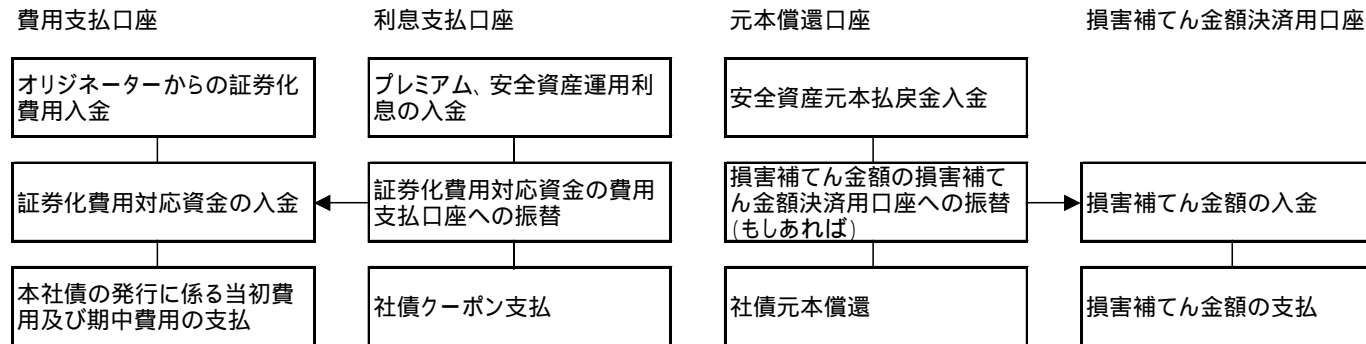 費用支払口座
利息支払口座
元本償還口座
損害補てん金額決済用口座
オリジネーターからの証券化
費用入金
プレミアム、安全資産運用利
息の入金
安全資産元本払戻金入金
証券化費用対応資金の入金
証券化費用対応資金の費用
支払口座への振替
損害補てん金額の損害補て
ん金額決済用口座への振替
(もしあれば)
損害補てん金額の入金
本社債の発行に係る当初費
用及び期中費用の支払
社債クーポン支払
社債元本償還
損害補てん金額の支払